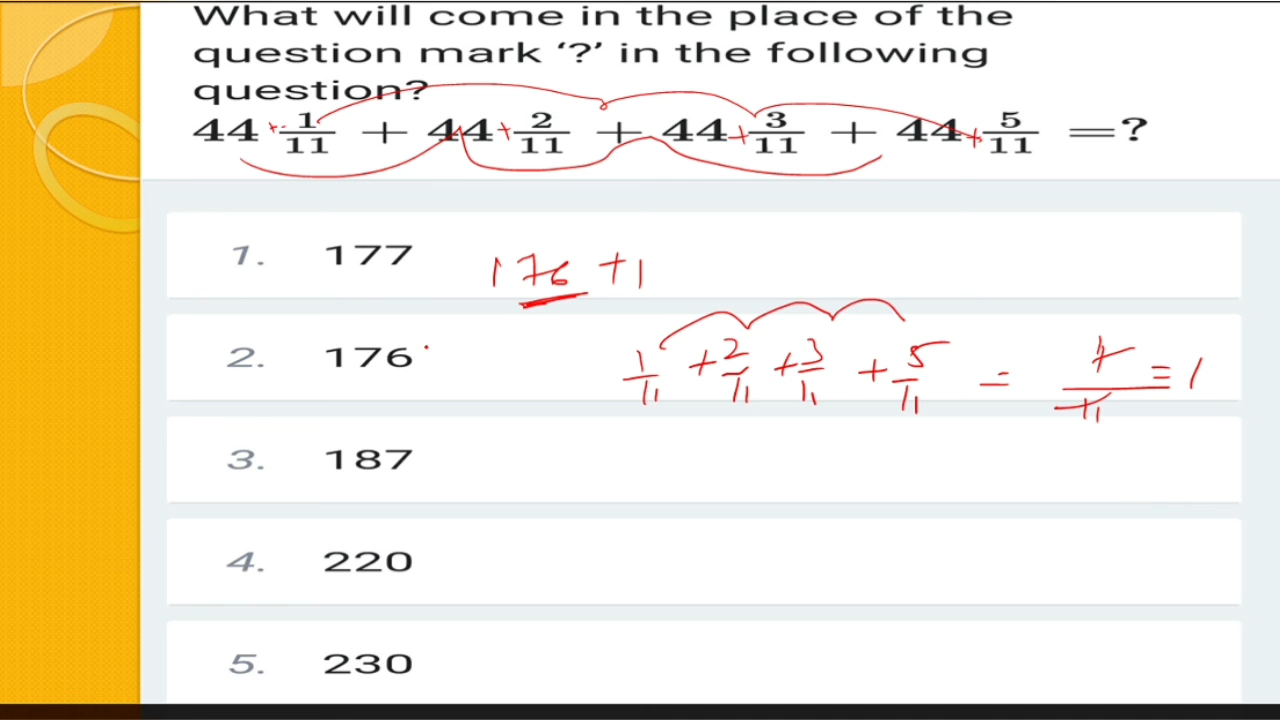 What will come in the place of the
question mark ‘?’ in the following
question?
44 + 1/11 + 44 + 2/11 + 44 + 3/11 + 44 + 5/11 = ?
1. 177
176 + 1
2. 176
1/11 + 2/11 + 3/11 + 5/11 = 11/11 = 1
3. 187
4. 220
5. 230